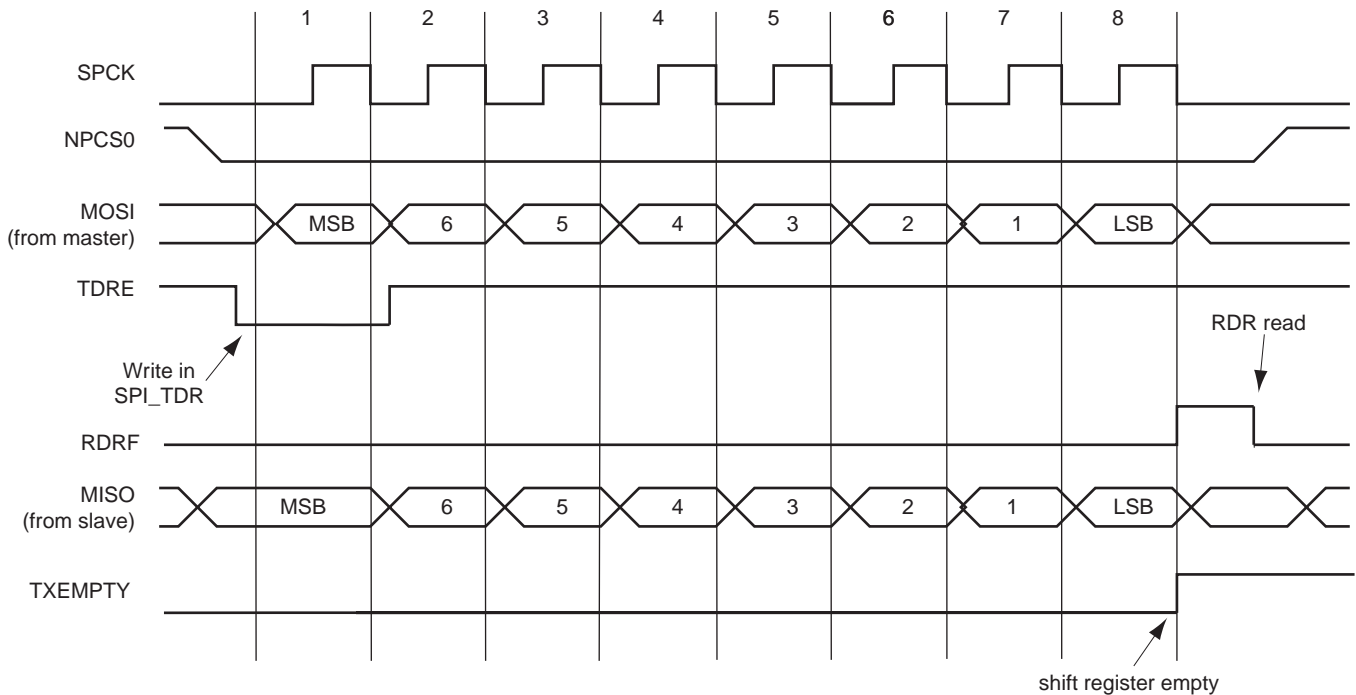 1 2 3 4 5 6 7 8
SPCK
NPCS0
MOSI
(from master)
MSB 6 5 4 3 2 1 LSB
TDRE
RDR read
Write in
SPI_TDR
RDRF
MISO
(from slave)
MSB 6 5 4 3 2 1 LSB
TXEMPTY
shift register empty